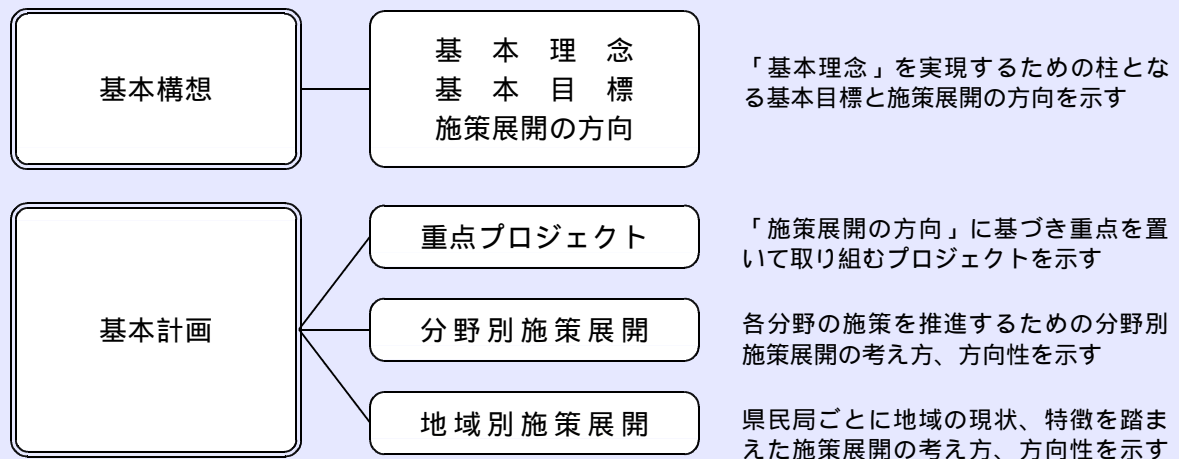 基本構想
基本理念
基本目標
施策展開の方向
「基本理念」を実現するための柱とな
る基本目標と施策展開の方向を示す
基本計画
重点プロジェクト
「施策展開の方向」に基づき重点を置
いて取り組むプロジェクトを示す
分野別施策展開
各分野の施策を推進するための分野別
施策展開の考え方、方向性を示す
地域別施策展開
県民局ごとに地域の現状、特徴を踏ま
えた施策展開の考え方、方向性を示す